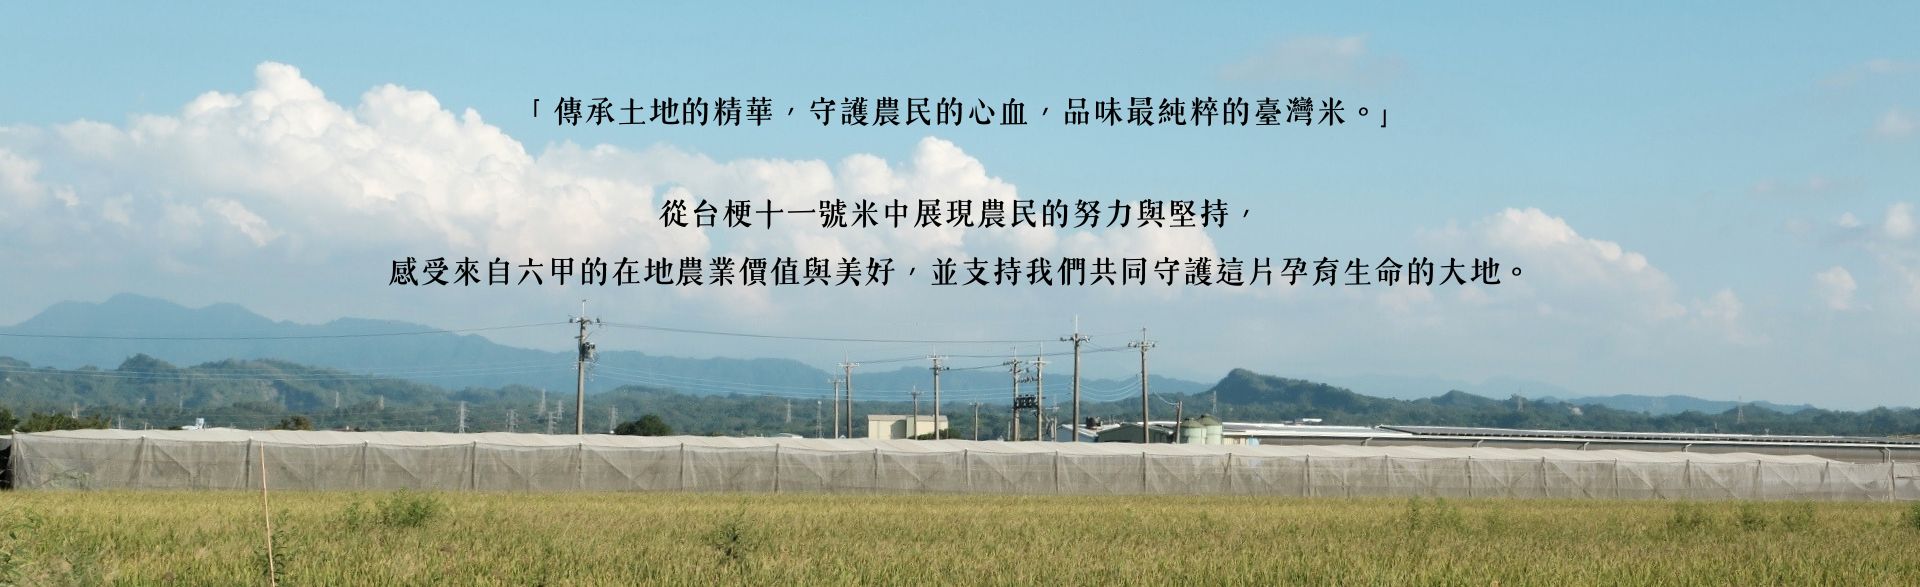 「傳承土地的精華，守護農民的心血，品味最純粹的臺灣米。」
從台梗十一號米中展現農民的努力與堅持，
感受來自六甲的在地農業價值與美好，並支持我們共同守護這片孕育生命的大地。